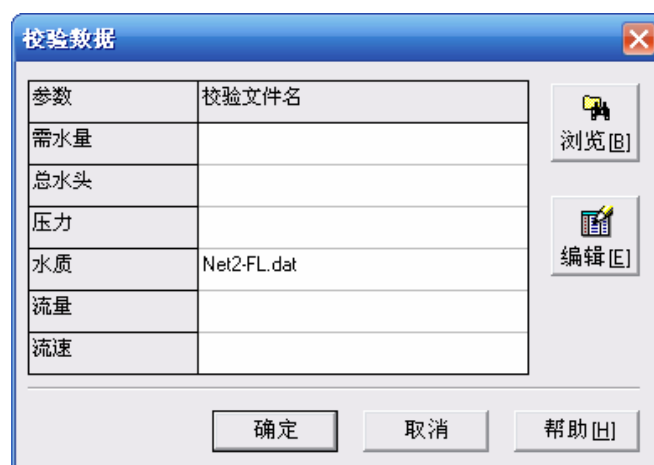 校验数据
参数 校验文件名
需水量
总水头
压力
水质 Net2-FL.dat
流量
流速
浏览[B]
编辑[E]
确定 取消 帮助[H]